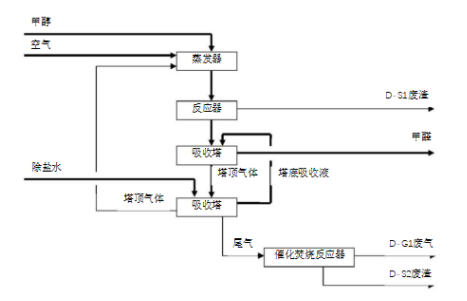 甲醇
空气
蒸发器
反应器
D-S1废渣
甲醛
吸收塔
除盐水
塔顶气体
塔底吸收液
塔顶气体
吸收塔
尾气
D-G1废气
催化焚烧反应器
D-S2废渣